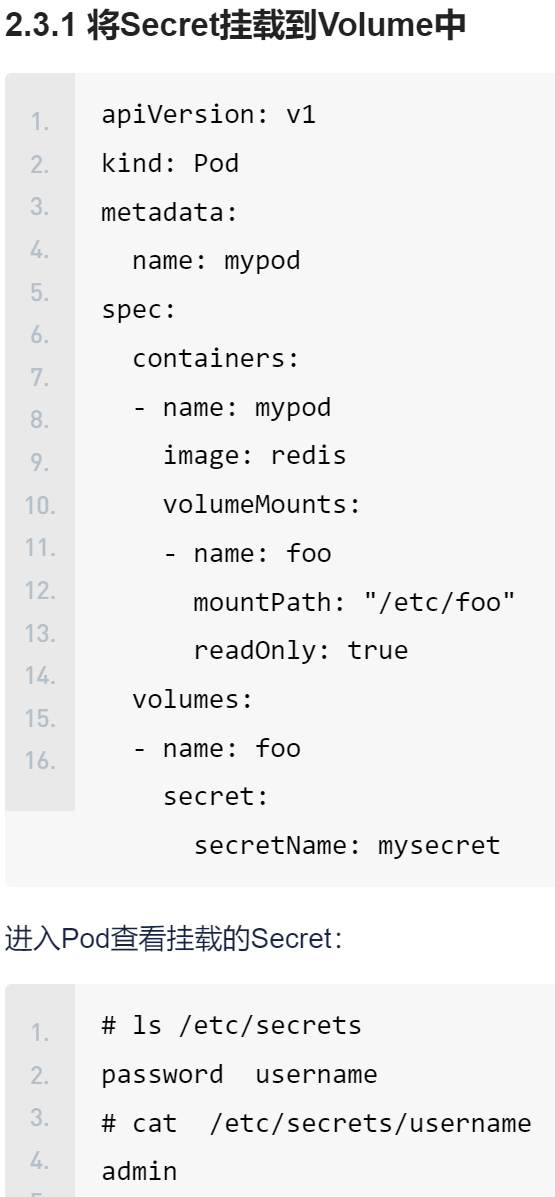 2.3.1 将Secret挂载到Volume中
1. apiVersion: v1
2. kind: Pod
3. metadata:
4.   name: mypod
5. spec:
6.   containers:
7.   - name: mypod
8.     image: redis
9.     volumeMounts:
10.     - name: foo
11.       mountPath: "/etc/foo"
12.       readOnly: true
13.   volumes:
14.   - name: foo
15.     secret:
16.       secretName: mysecret
进入Pod查看挂载的Secret：
1. # ls /etc/secrets
2. password  username
3. # cat  /etc/secrets/username
4. admin